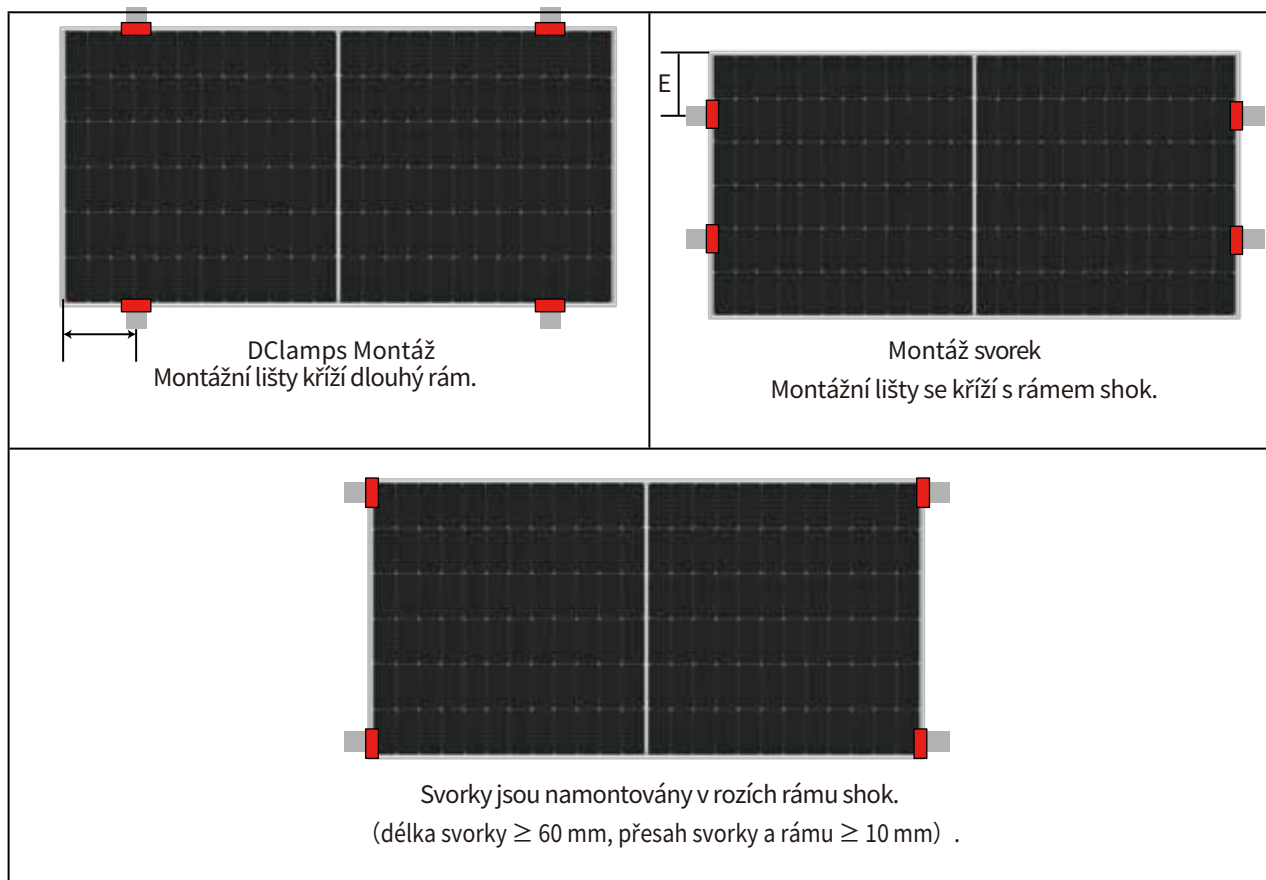 E
DClamps Montáž
Montážní lišty kříží dlouhý rám.
Montáž svorek
Montážní lišty se kříží s rámem shok.
Svorky jsou namontovány v rozích rámu shok.
（délka svorky ≥ 60 mm, přesah svorky a rámu ≥ 10 mm）.